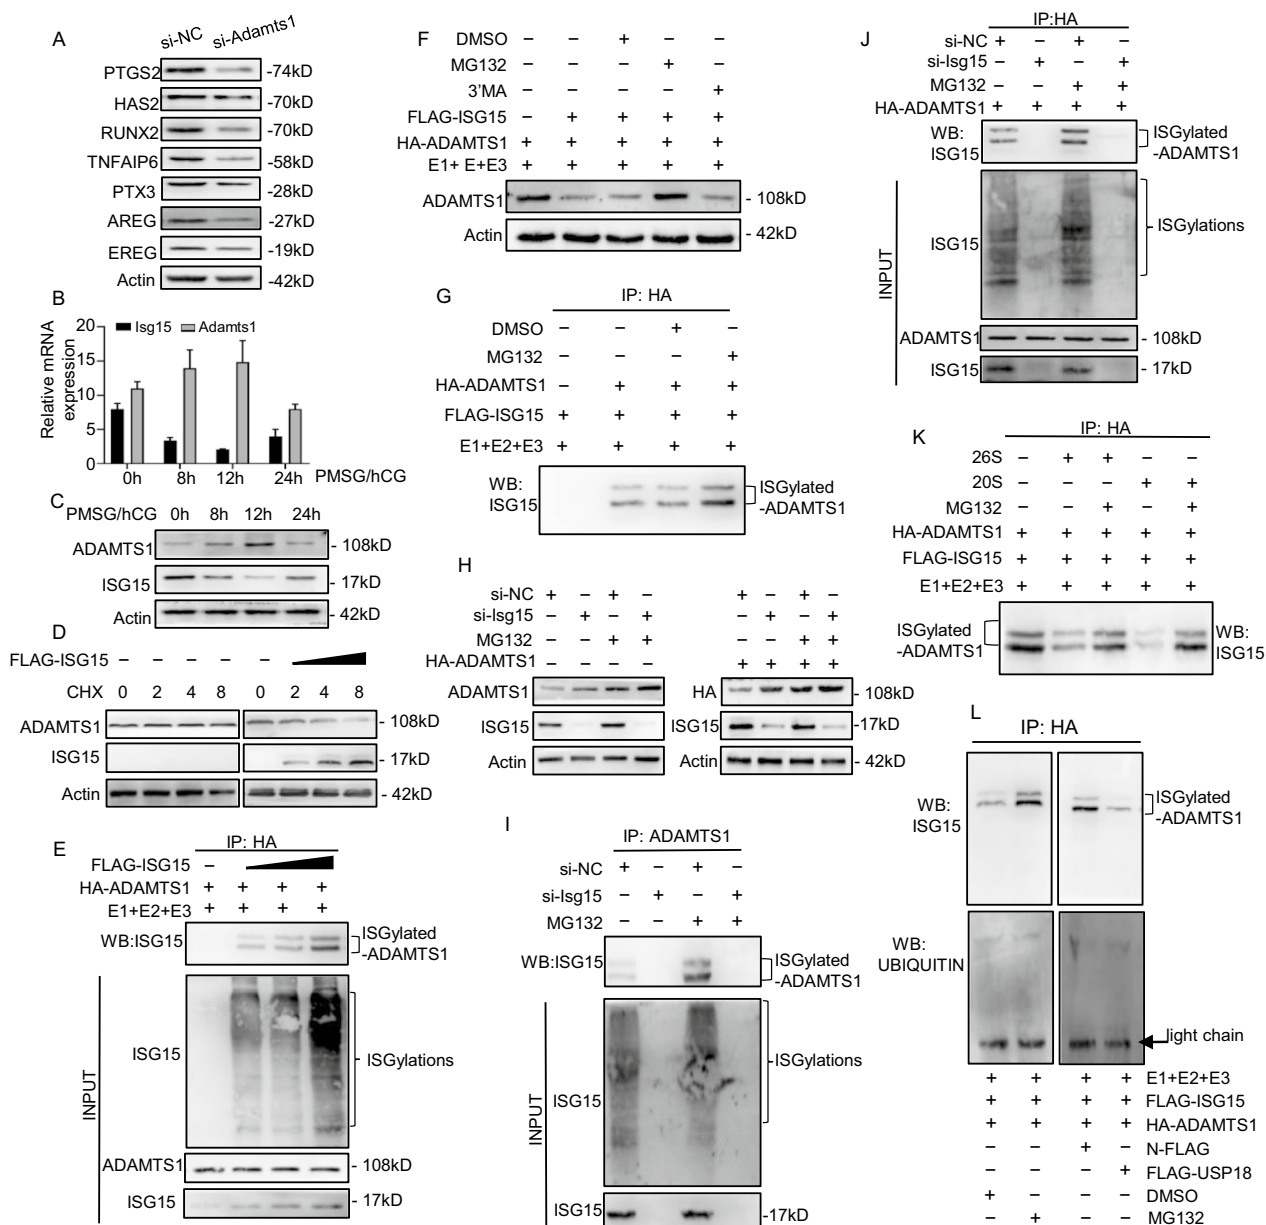 A
si-NC si-Adamts1
PTGS2 -74kD
HAS2 -70kD
RUNX2 -70kD
TNFAIP6 -58kD
PTX3 -28kD
AREG -27kD
EREG -19kD
Actin -42kD
B
Isg15 Adamts1
Relative mRNA expression
20
15
10
5
0
0h 8h 12h 24h PMSG/hCG
C
PMSG/hCG 0h 8h 12h 24h
ADAMTS1 - 108kD
ISG15 - 17kD
Actin - 42kD
D
FLAG-ISG15 − − − − −
CHX 0 2 4 8 0 2 4 8
ADAMTS1 - 108kD
ISG15 - 17kD
Actin - 42kD
E
IP: HA
FLAG-ISG15 −
HA-ADAMTS1 + + + +
E1+E2+E3 + + + +
WB:ISG15 ISGylated
-ADAMTS1
INPUT
ISG15 ISGylations
ADAMTS1 - 108kD
ISG15 - 17kD
F
DMSO − − + − −
MG132 − − − + −
3'MA − − − − +
FLAG-ISG15 − + + + +
HA-ADAMTS1 + + + + +
E1+ E+E3 + + + + +
ADAMTS1 - 108kD
Actin - 42kD
G
IP: HA
DMSO − − + −
MG132 − − − +
HA-ADAMTS1 − + + +
FLAG-ISG15 + + + +
E1+E2+E3 + + + +
WB: ISGylated
ISG15 -ADAMTS1
H
si-NC + − + − + − + −
si-Isg15 − + − + − + − +
MG132 − − + + − − + +
HA-ADAMTS1 − − − − + + + +
ADAMTS1 HA - 108kD
ISG15 ISG15 -17kD
Actin Actin - 42kD
I
IP: ADAMTS1
si-NC + − + −
si-Isg15 − + − +
MG132 − − + +
WB:ISG15 ISGylated
-ADAMTS1
INPUT
ISG15 ISGylations
ISG15 -17kD
J
IP:HA
si-NC + − + −
si-Isg15 − + − +
MG132 − − + +
HA-ADAMTS1 + + + +
WB: ISGylated
ISG15 -ADAMTS1
INPUT
ISG15 ISGylations
ADAMTS1 - 108kD
ISG15 - 17kD
K
IP: HA
26S − + + − −
20S − − − + +
MG132 − − + − +
HA-ADAMTS1 + + + + +
FLAG-ISG15 + + + + +
E1+E2+E3 + + + + +
ISGylated WB:
-ADAMTS1 ISG15
L
IP: HA
WB: ISGylated
ISG15 -ADAMTS1
WB:
UBIQUITIN
light chain
+ + + + E1+E2+E3
+ + + + FLAG-ISG15
+ + + + HA-ADAMTS1
− − + − N-FLAG
− − − + FLAG-USP18
+ − − − DMSO
− + − − MG132